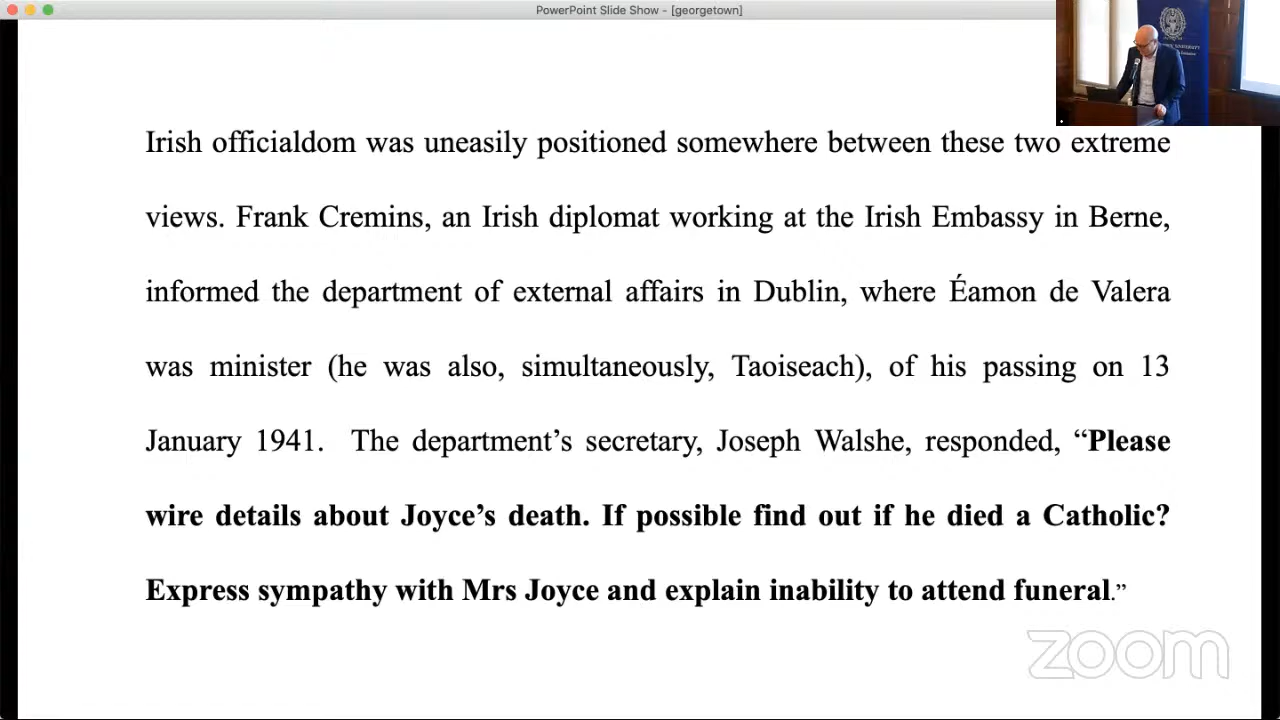 PowerPoint Slide Show - [georgetown]
Irish officialdom was uneasily positioned somewhere between these two extreme
views. Frank Cremins, an Irish diplomat working at the Irish Embassy in Berne,
informed the department of external affairs in Dublin, where Éamon de Valera
was minister (he was also, simultaneously, Taoiseach), of his passing on 13
January 1941.  The department’s secretary, Joseph Walshe, responded, “Please
wire details about Joyce’s death. If possible find out if he died a Catholic?
Express sympathy with Mrs Joyce and explain inability to attend funeral.”
zoom